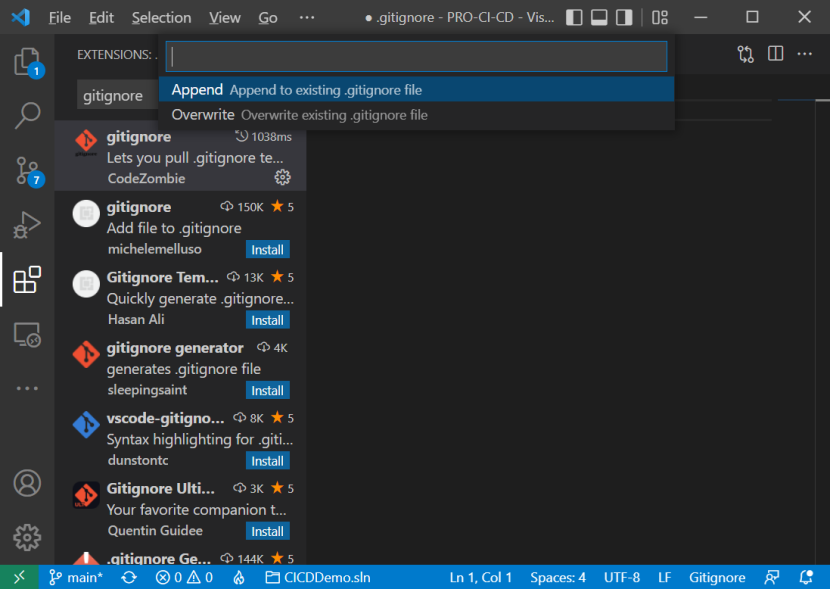 File Edit Selection View Go ··· ● .gitignore - PRO-CI-CD - Vis...
EXTENSIONS: .
gitignore
Append Append to existing .gitignore file
Overwrite Overwrite existing .gitignore file
1
7
gitignore 1038ms
Lets you pull .gitignore te...
CodeZombie
gitignore 150K ★ 5
Add file to .gitignore
michelemelluso Install
Gitignore Tem... 13K ★ 5
Quickly generate .gitignore...
Hasan Ali Install
gitignore generator 4K
generates .gitignore file
sleepingsaint Install
vscode-gitigno... 8K ★ 5
Syntax highlighting for .giti...
dunstontc Install
Gitignore Ulti... 3K ★ 5
Your favorite companion t...
Quentin Guidee Install
.gitignore Ge... 144K ★ 5
main* 0 0 CICDDemo.sln Ln 1, Col 1 Spaces: 4 UTF-8 LF Gitignore